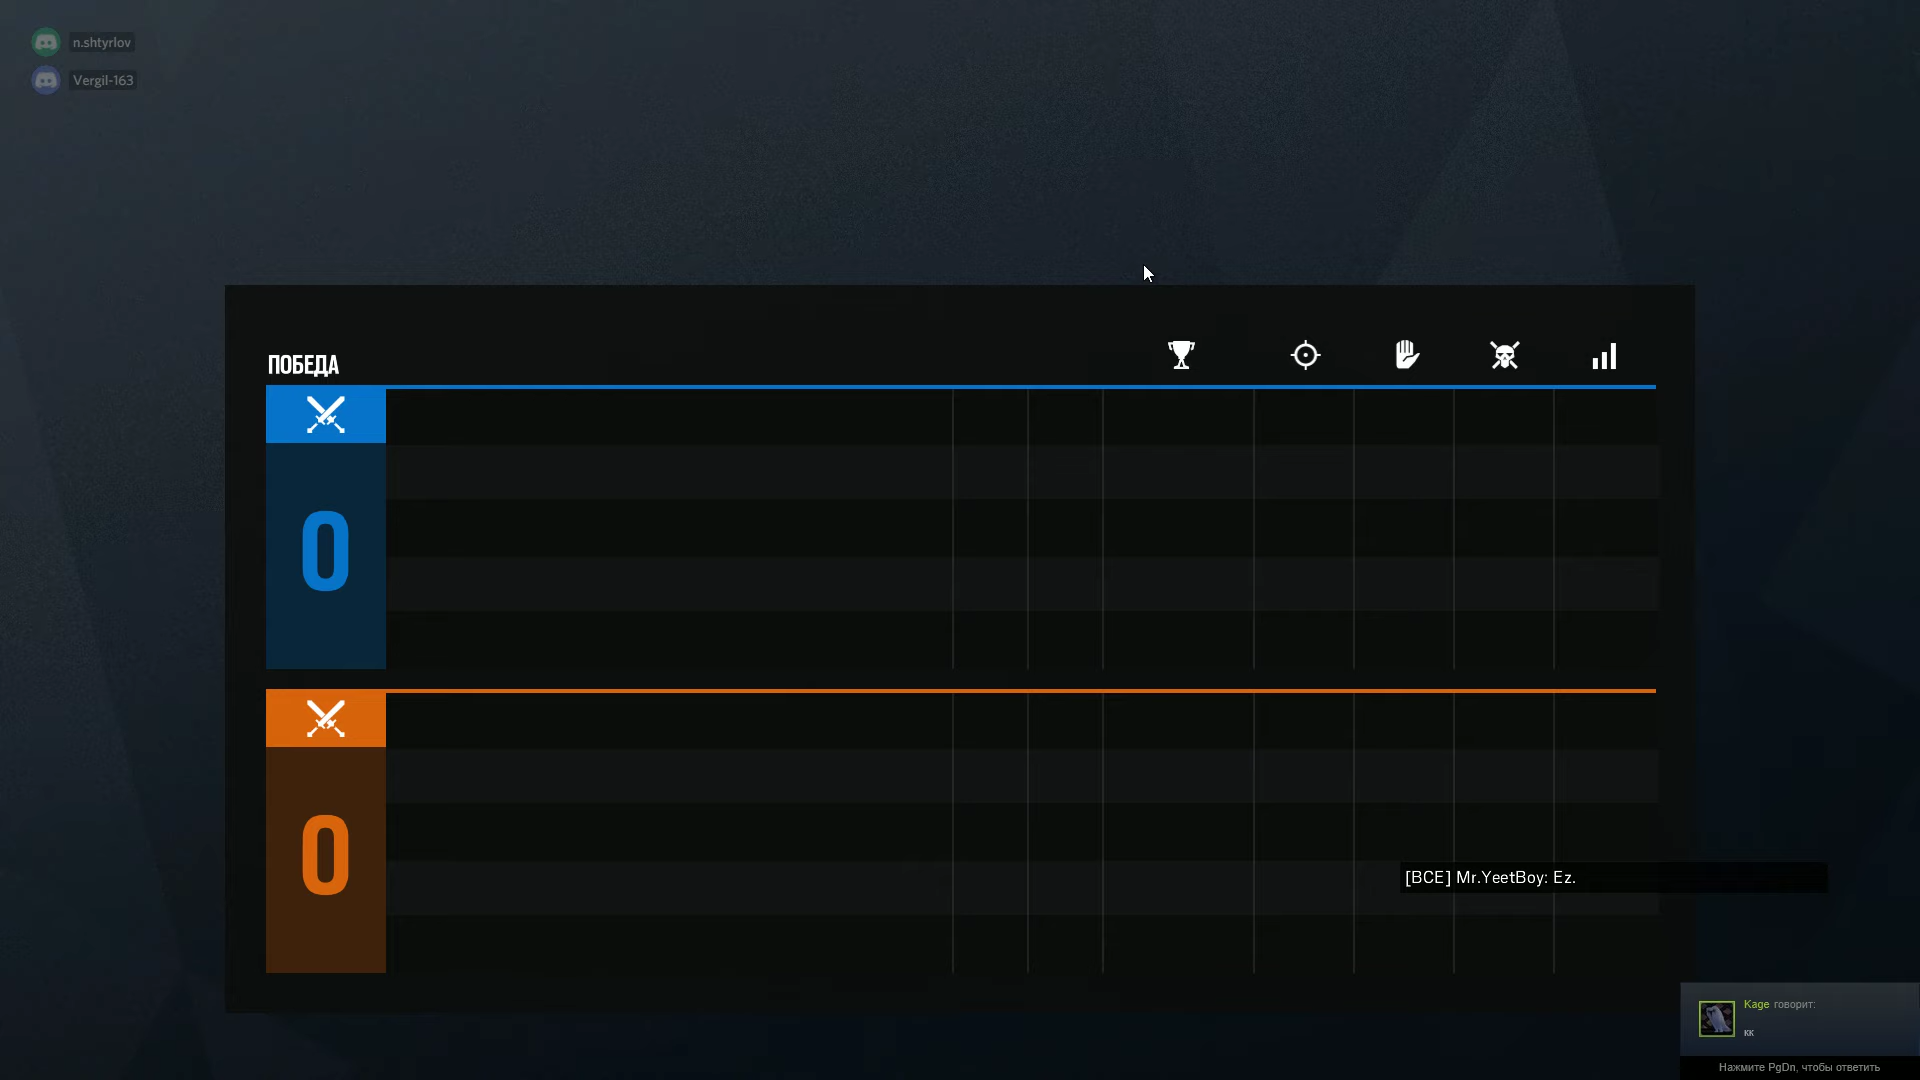 n.shtyrlov
Vergil-163
ПОБЕДА
0
0
[ВСЕ] Mr.YeetBoy: Ez.
Kage говорит:
кк
Нажмите PgDn, чтобы ответить